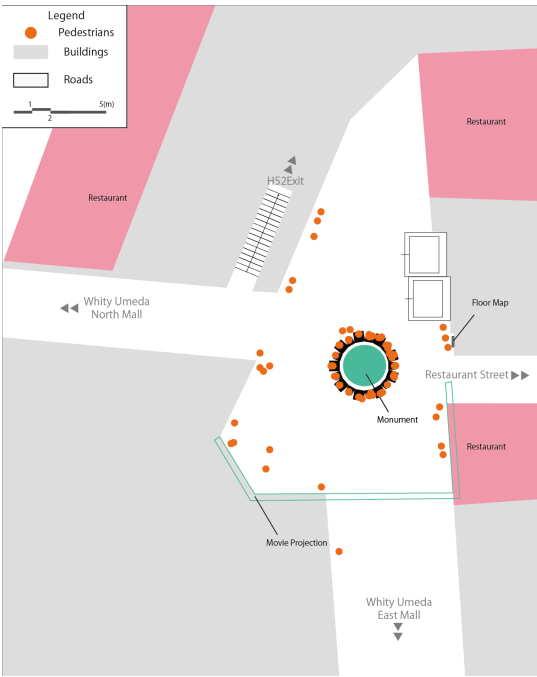 Legend
Pedestrians
Buildings
Roads
1
5(m)
2
Restaurant
H52Exit
Restaurant
Whity Umeda
North Mall
Floor Map
Restaurant Street
Monument
Restaurant
Movie Projection
Whity Umeda
East Mall